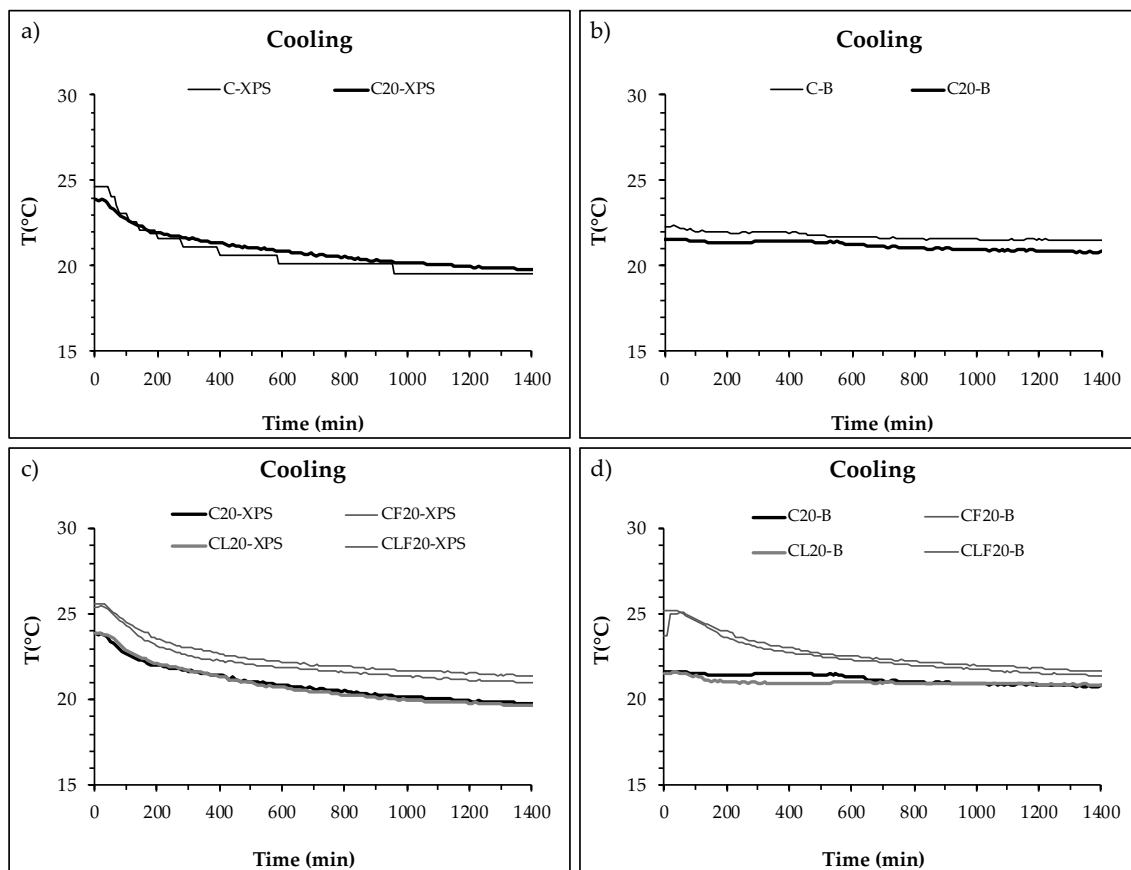 a)
Cooling
C-XPS C20-XPS
30
25
20
15
T(°C)
0 200 400 600 800 1000 1200 1400
Time (min)
b)
Cooling
C-B C20-B
30
25
20
15
T(°C)
0 200 400 600 800 1000 1200 1400
Time (min)
c)
Cooling
C20-XPS CF20-XPS
CL20-XPS CLF20-XPS
30
25
20
15
T(°C)
0 200 400 600 800 1000 1200 1400
Time (min)
d)
Cooling
C20-B CF20-B
CL20-B CLF20-B
30
25
20
15
T(°C)
0 200 400 600 800 1000 1200 1400
Time (min)